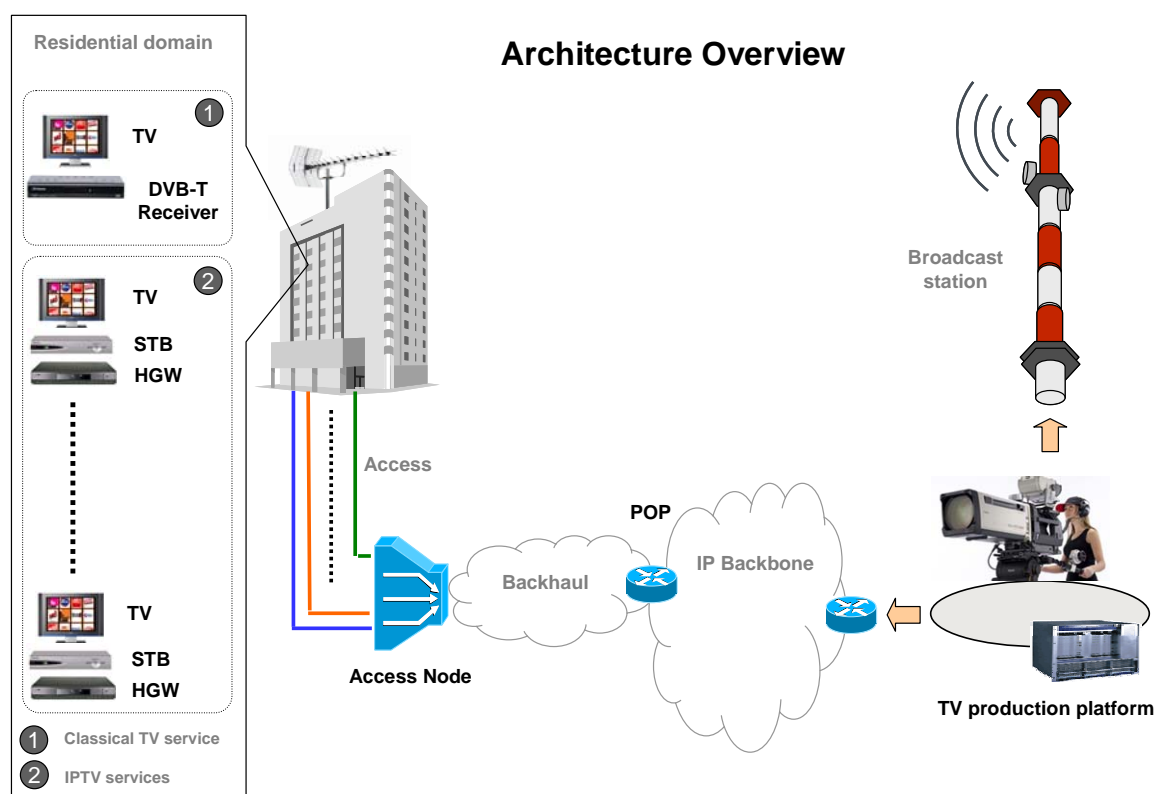 Architecture Overview
Residential domain
1
TV
DVB-T
Receiver
2
TV
STB
HGW
TV
STB
HGW
1 Classical TV service
2 IPTV services
Access
Access Node
Backhaul
POP
IP Backbone
Broadcast
station
TV production platform